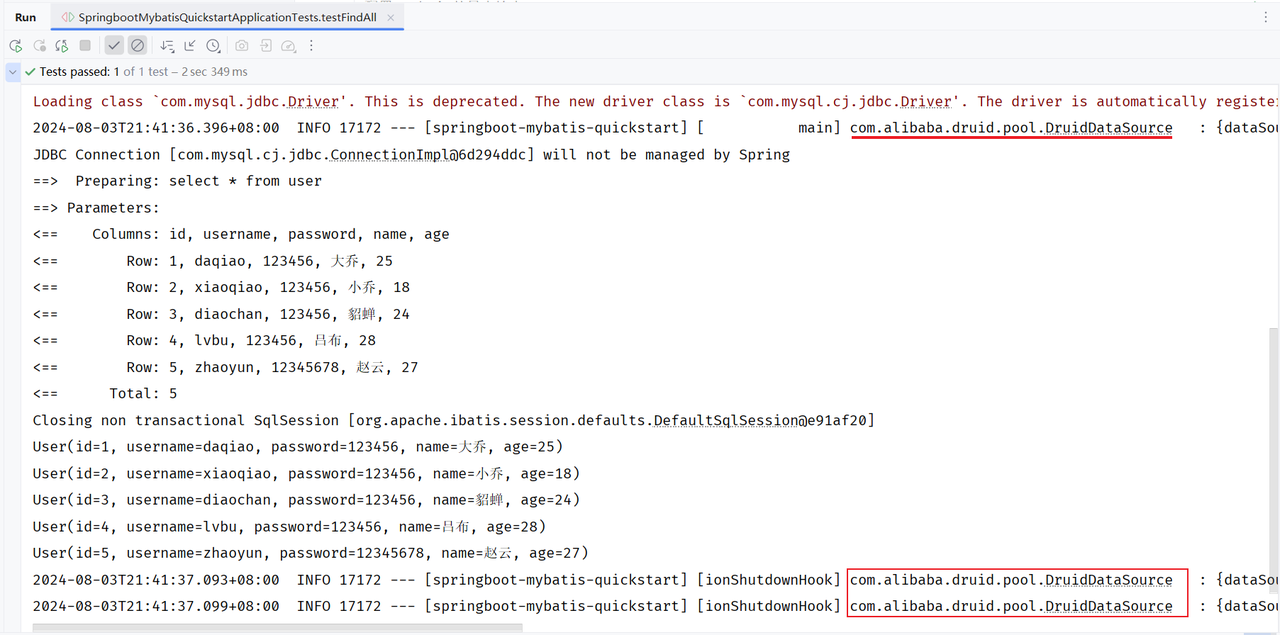 Run SpringbootMybatisQuickstartApplicationTests.testFindAll
Tests passed: 1 of 1 test – 2 sec 349 ms
Loading class `com.mysql.jdbc.Driver'. This is deprecated. The new driver class is `com.mysql.cj.jdbc.Driver'. The driver is automatically registe
2024-08-03T21:41:36.396+08:00  INFO 17172 --- [springboot-mybatis-quickstart] [           main] com.alibaba.druid.pool.DruidDataSource   : {dataSou
JDBC Connection [com.mysql.cj.jdbc.ConnectionImpl@6d294ddc] will not be managed by Spring
==>  Preparing: select * from user
==> Parameters:
<==    Columns: id, username, password, name, age
<==        Row: 1, daqiao, 123456, 大乔, 25
<==        Row: 2, xiaoqiao, 123456, 小乔, 18
<==        Row: 3, diaochan, 123456, 貂蝉, 24
<==        Row: 4, lvbu, 123456, 吕布, 28
<==        Row: 5, zhaoyun, 12345678, 赵云, 27
<==      Total: 5
Closing non transactional SqlSession [org.apache.ibatis.session.defaults.DefaultSqlSession@e91af20]
User(id=1, username=daqiao, password=123456, name=大乔, age=25)
User(id=2, username=xiaoqiao, password=123456, name=小乔, age=18)
User(id=3, username=diaochan, password=123456, name=貂蝉, age=24)
User(id=4, username=lvbu, password=123456, name=吕布, age=28)
User(id=5, username=zhaoyun, password=12345678, name=赵云, age=27)
2024-08-03T21:41:37.093+08:00  INFO 17172 --- [springboot-mybatis-quickstart] [ionShutdownHook] com.alibaba.druid.pool.DruidDataSource   : {dataSou
2024-08-03T21:41:37.099+08:00  INFO 17172 --- [springboot-mybatis-quickstart] [ionShutdownHook] com.alibaba.druid.pool.DruidDataSource   : {dataSou